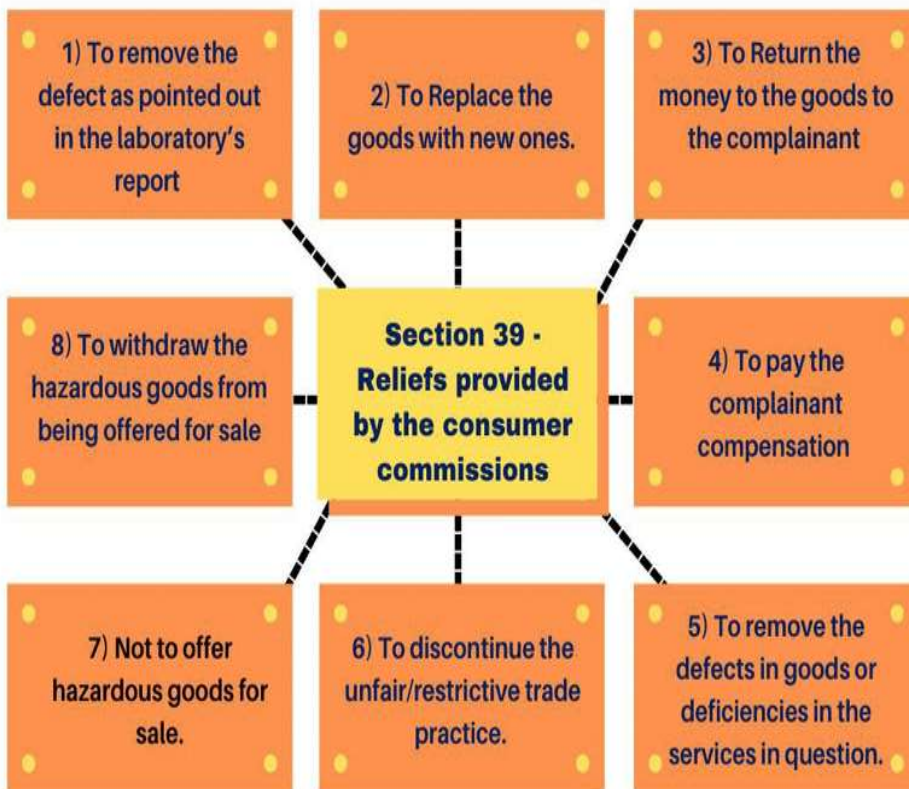 1) To remove the
defect as pointed out
in the laboratory's
report
2) To Replace the
goods with new ones.
3) To Return the
money to the goods to
the complainant
Section 39 -
Reliefs provided
by the consumer
commissions
4) To pay the
complainant
compensation
5) To remove the
defects in goods or
deficiencies in the
services in question.
6) To discontinue the
unfair/restrictive trade
practice.
7) Not to offer
hazardous goods for
sale.
8) To withdraw the
hazardous goods from
being offered for sale